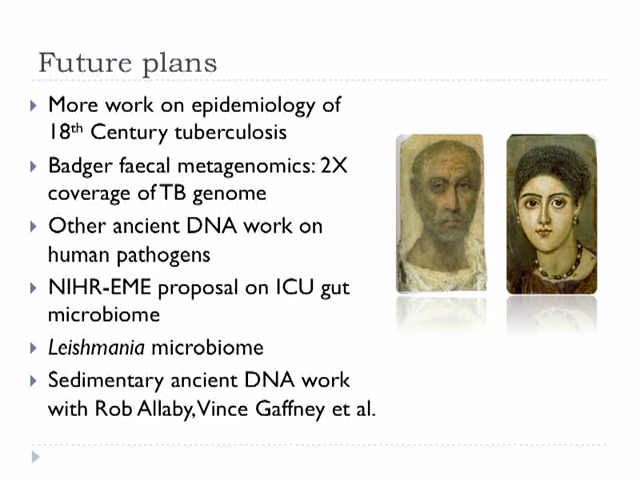 Future plans
More work on epidemiology of
18th Century tuberculosis
Badger faecal metagenomics: 2X
coverage of TB genome
Other ancient DNA work on
human pathogens
NIHR-EME proposal on ICU gut
microbiome
Leishmania microbiome
Sedimentary ancient DNA work
with Rob Allaby, Vince Gaffney et al.